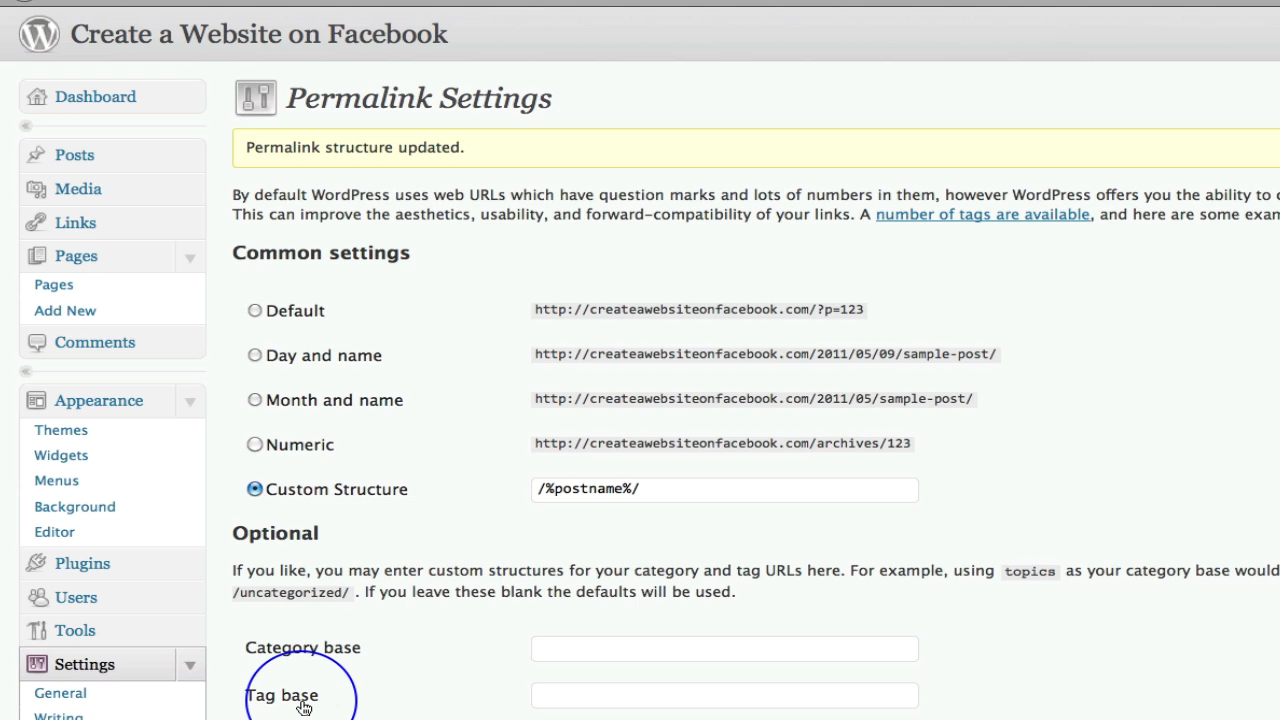 Create a Website on Facebook
Dashboard
Posts
Media
Links
Pages
Pages
Add New
Comments
Appearance
Themes
Widgets
Menus
Background
Editor
Plugins
Users
Tools
Settings
General
Writing
Permalink Settings
Permalink structure updated.
By default WordPress uses web URLs which have question marks and lots of numbers in them, however WordPress offers you the ability to
This can improve the aesthetics, usability, and forward-compatibility of your links. A number of tags are available, and here are some
Common settings
Default http://createawebsiteonfacebook.com/?p=123
Day and name http://createawebsiteonfacebook.com/2011/05/09/sample-post/
Month and name http://createawebsiteonfacebook.com/2011/05/sample-post/
Numeric http://createawebsiteonfacebook.com/archives/123
Custom Structure /%postname%/
Optional
If you like, you may enter custom structures for your category and tag URLs here. For example, using topics as your category base would
/uncategorized/ . If you leave these blank the defaults will be used.
Category base
Tag base